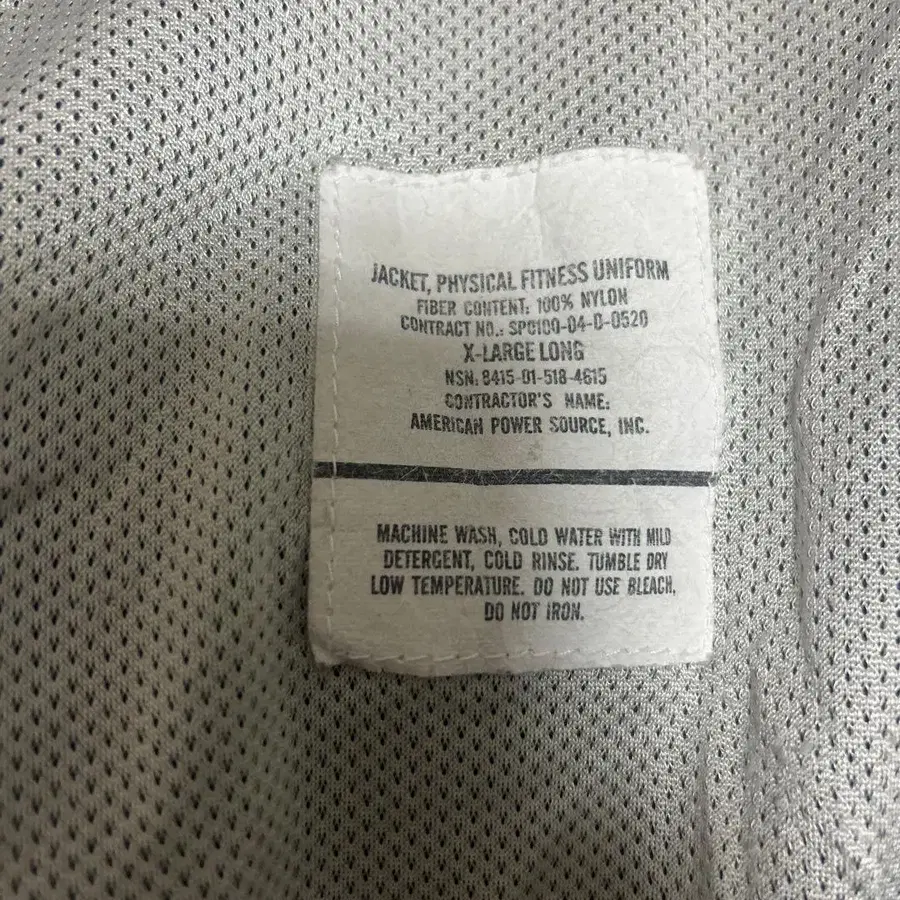 JACKET, PHYSICAL FITNESS UNIFORM
FIBER CONTENT: 100% NYLON
CONTRACT NO.: SPO100-04-D-0520
X-LARGE LONG
NSN: 8415-01-518-4615
CONTRACTOR'S NAME:
AMERICAN POWER SOURCE, INC.
MACHINE WASH, COLD WATER WITH MILD
DETERGENT, COLD RINSE. TUMBLE DRY
LOW TEMPERATURE. DO NOT USE BLEACH.
DO NOT IRON.